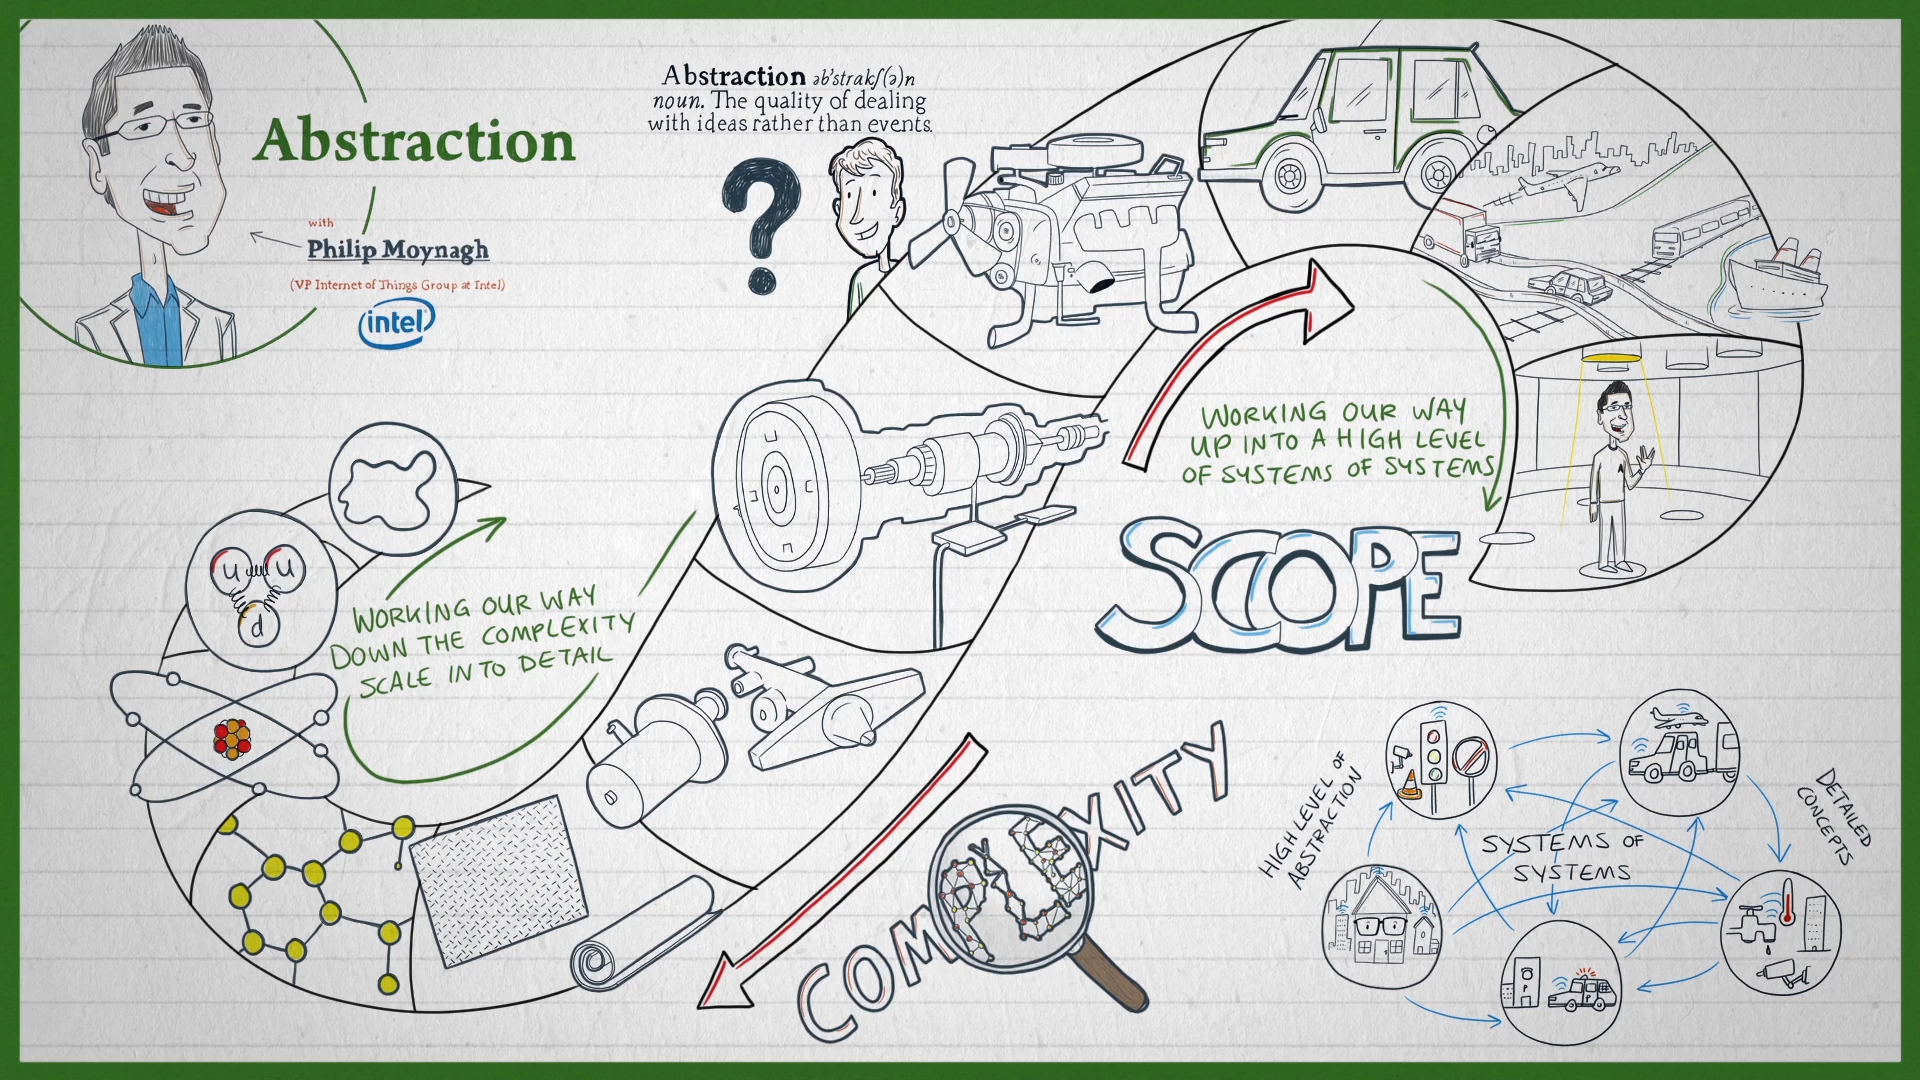 Abstraction
with
Philip Moynagh
(VP Internet of Things Group at Intel)
intel
Abstraction əb'strakʃ(ə)n
noun. The quality of dealing
with ideas rather than events.
WORKING OUR WAY
UP INTO A HIGH LEVEL
OF SYSTEMS OF SYSTEMS
SCOPE
u u
d
WORKING OUR WAY
DOWN THE COMPLEXITY
SCALE INTO DETAIL
COMPLEXITY
HIGH LEVEL OF
ABSTRACTION
SYSTEMS OF
SYSTEMS
DETAILED
CONCEPTS
P
P